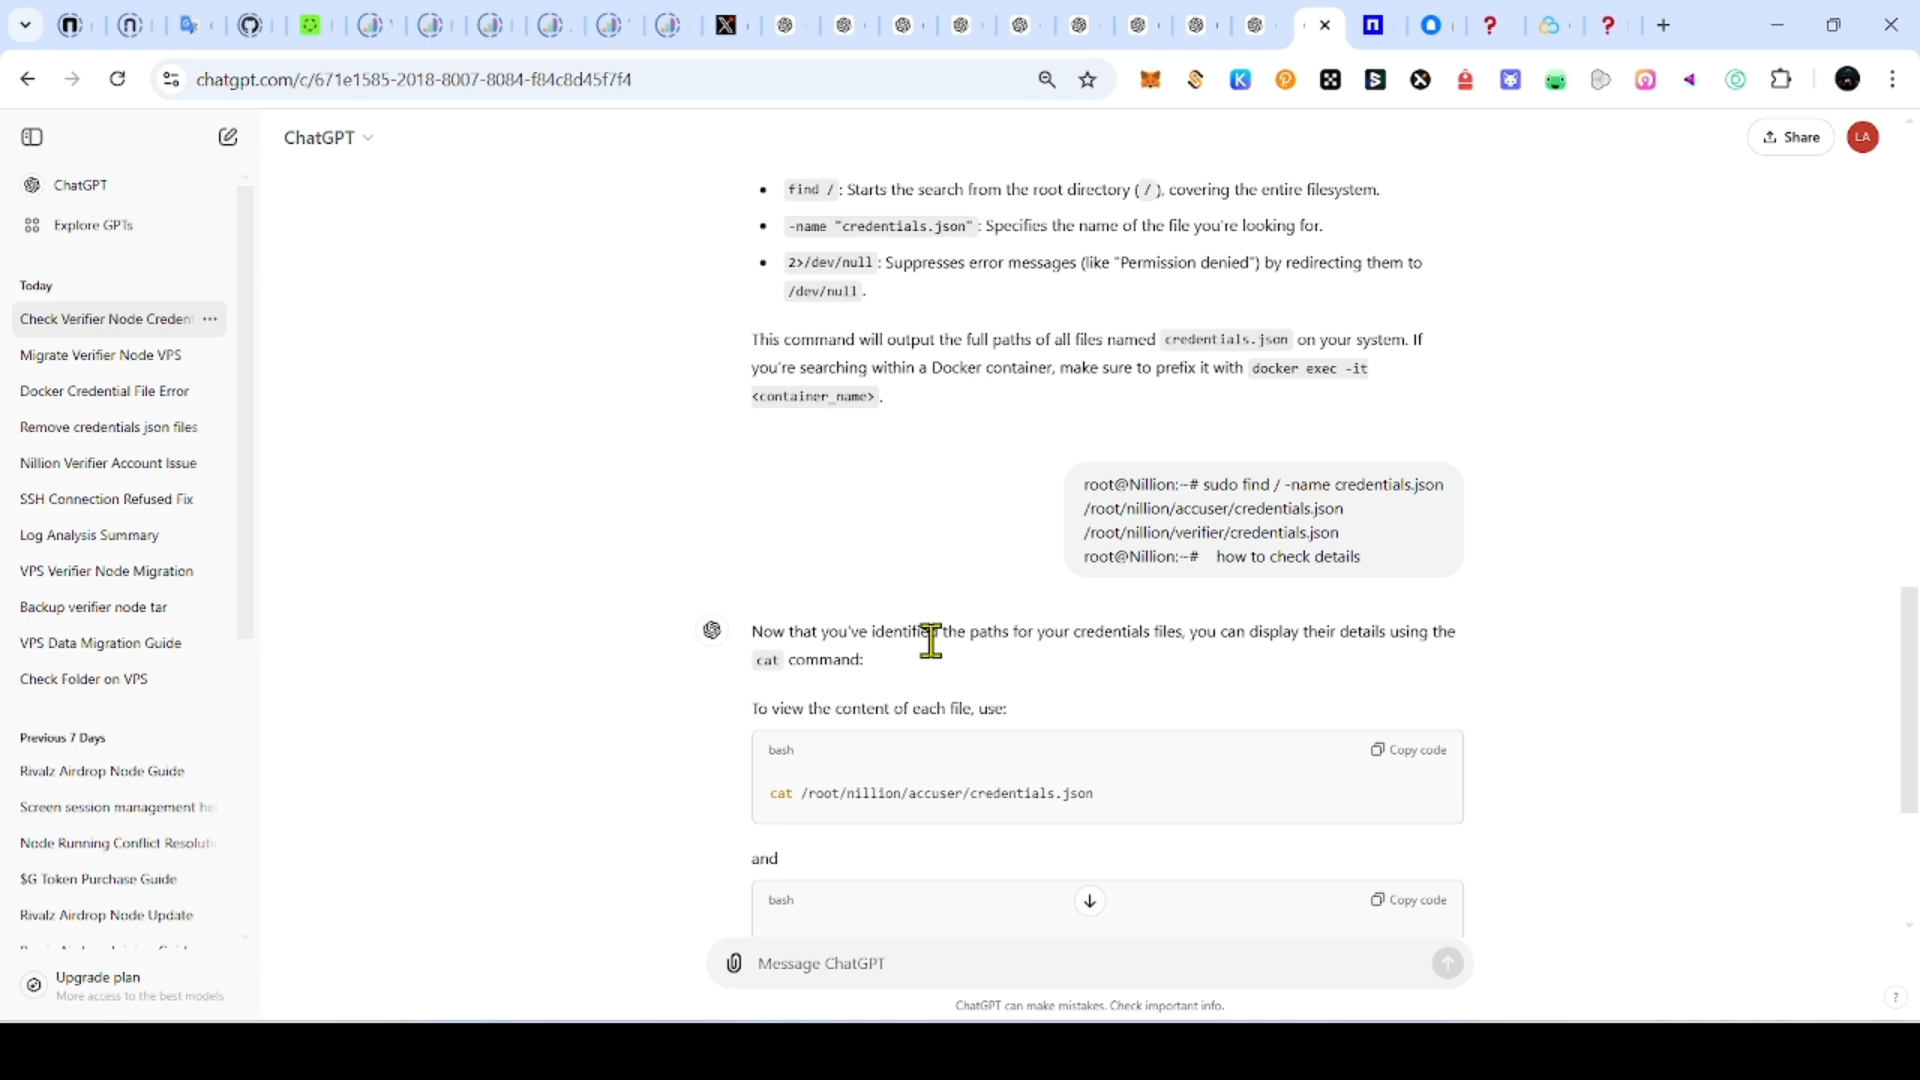 chatgpt.com/c/671e1585-2018-8007-8084-f84c8d45f7f4
ChatGPT
Share
LA
ChatGPT
Explore GPTs
Today
Check Verifier Node Creden
Migrate Verifier Node VPS
Docker Credential File Error
Remove credentials json files
Nillion Verifier Account Issue
SSH Connection Refused Fix
Log Analysis Summary
VPS Verifier Node Migration
Backup verifier node tar
VPS Data Migration Guide
Check Folder on VPS
Previous 7 Days
Rivalz Airdrop Node Guide
Screen session management he
Node Running Conflict Resoluti
$G Token Purchase Guide
Rivalz Airdrop Node Update
Upgrade plan
More access to the best models
find / : Starts the search from the root directory ( / ), covering the entire filesystem.
-name "credentials.json" : Specifies the name of the file you're looking for.
2>/dev/null : Suppresses error messages (like "Permission denied") by redirecting them to
/dev/null .
This command will output the full paths of all files named credentials.json on your system. If
you're searching within a Docker container, make sure to prefix it with docker exec -it
<container_name> .
root@Nillion:~# sudo find / -name credentials.json
/root/nillion/accuser/credentials.json
/root/nillion/verifier/credentials.json
root@Nillion:~# how to check details
Now that you've identified the paths for your credentials files, you can display their details using the
cat command:
To view the content of each file, use:
bash
Copy code
cat /root/nillion/accuser/credentials.json
and
bash
Copy code
Message ChatGPT
ChatGPT can make mistakes. Check important info.
?